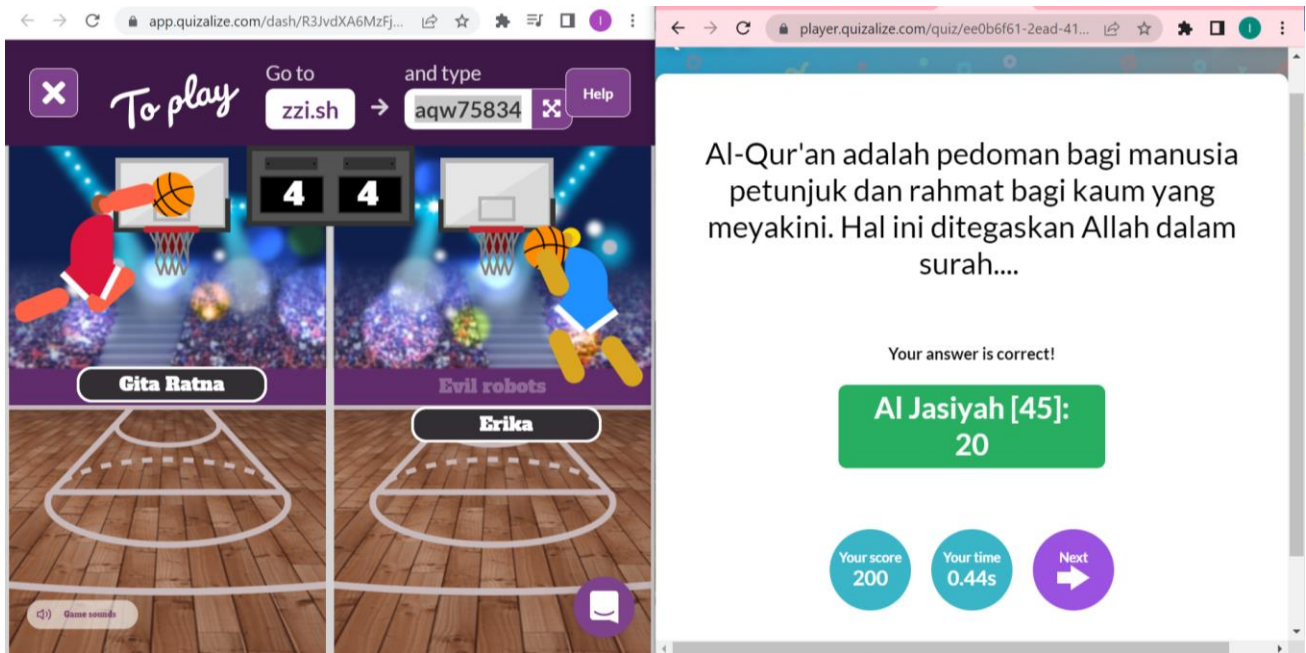 app.quizalize.com/dash/R3JvdXA6MzFj...
I
To play
Go to
zzi.sh
and type
aqw75834
Help
4 4
Gita Ratna
Evil robots
Erika
Game sounds
player.quizalize.com/quiz/ee0b6f61-2ead-41...
I
Al-Qur'an adalah pedoman bagi manusia
petunjuk dan rahmat bagi kaum yang
meyakini. Hal ini ditegaskan Allah dalam
surah....
Your answer is correct!
Al Jasiyah [45]:
20
Your score
200
Your time
0.44s
Next